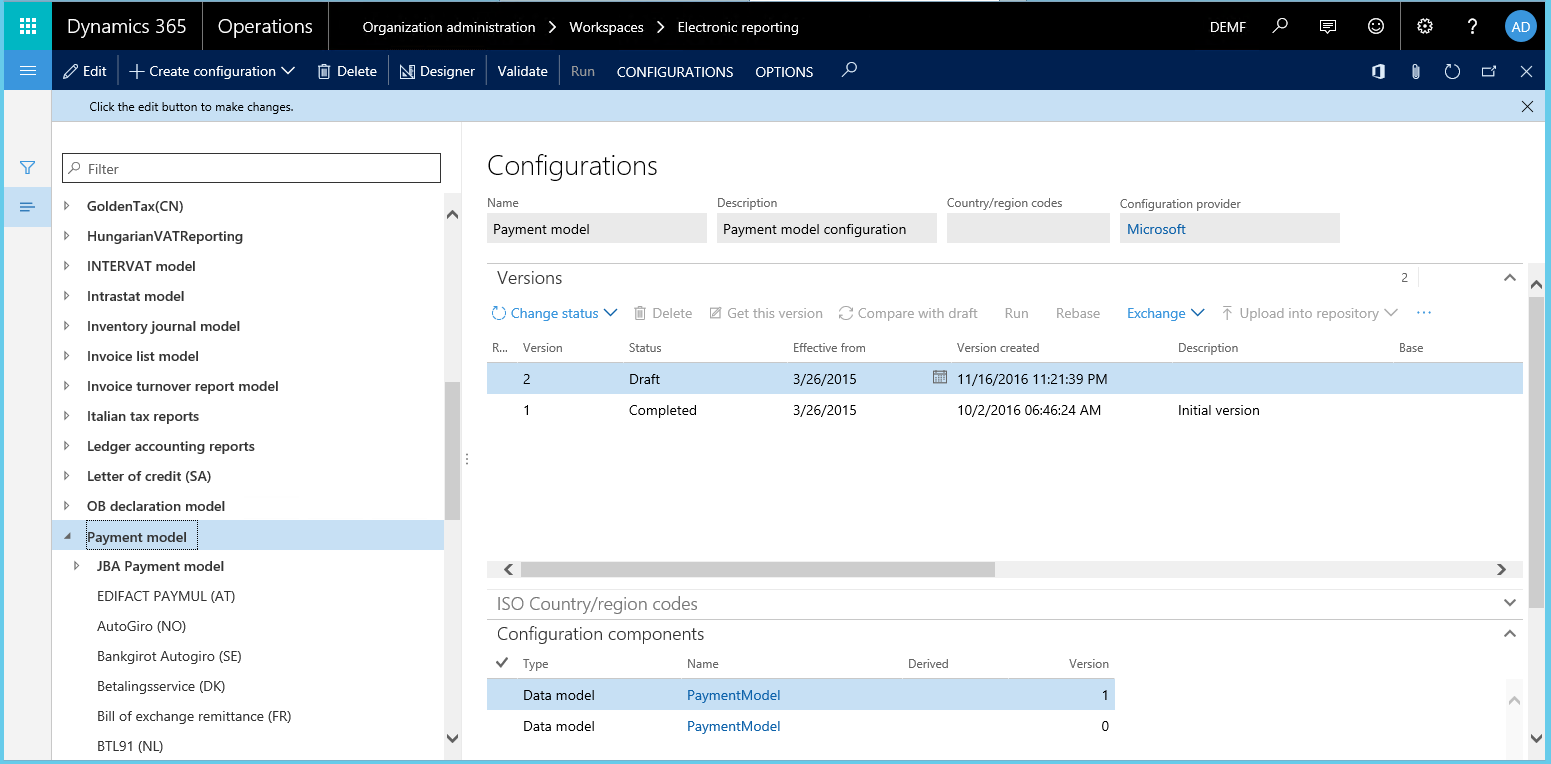 Dynamics 365 Operations Organization administration > Workspaces > Electronic reporting DEMF ? AD
Edit Create configuration Delete Designer Validate Run CONFIGURATIONS OPTIONS
Click the edit button to make changes.
Filter
GoldenTax(CN)
HungarianVATReporting
INTERVAT model
Intrastat model
Inventory journal model
Invoice list model
Invoice turnover report model
Italian tax reports
Ledger accounting reports
Letter of credit (SA)
OB declaration model
Payment model
JBA Payment model
EDIFACT PAYMUL (AT)
AutoGiro (NO)
Bankgirot Autogiro (SE)
Betalingsservice (DK)
Bill of exchange remittance (FR)
BTL91 (NL)
Configurations
Name Description Country/region codes Configuration provider
Payment model Payment model configuration Microsoft
Versions 2
Change status Delete Get this version Compare with draft Run Rebase Exchange Upload into repository ...
R... Version Status Effective from Version created Description Base
2 Draft 3/26/2015 11/16/2016 11:21:39 PM
1 Completed 3/26/2015 10/2/2016 06:46:24 AM Initial version
ISO Country/region codes
Configuration components
Type Name Derived Version
Data model PaymentModel 1
Data model PaymentModel 0